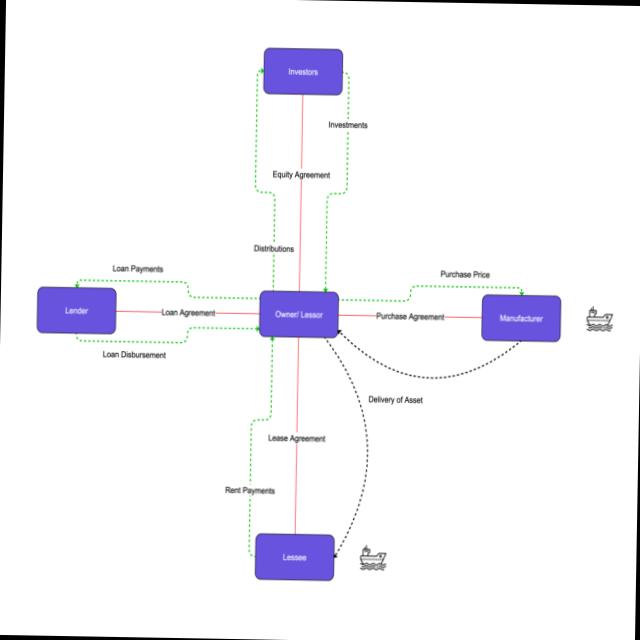 Investors
Investments
Equity Agreement
Distributions
Loan Payments
Purchase Price
Lender
Loan Agreement
Owner/ Lessor
Purchase Agreement
Manufacturer
Loan Disbursement
Delivery of Asset
Lease Agreement
Rent Payments
Lessee